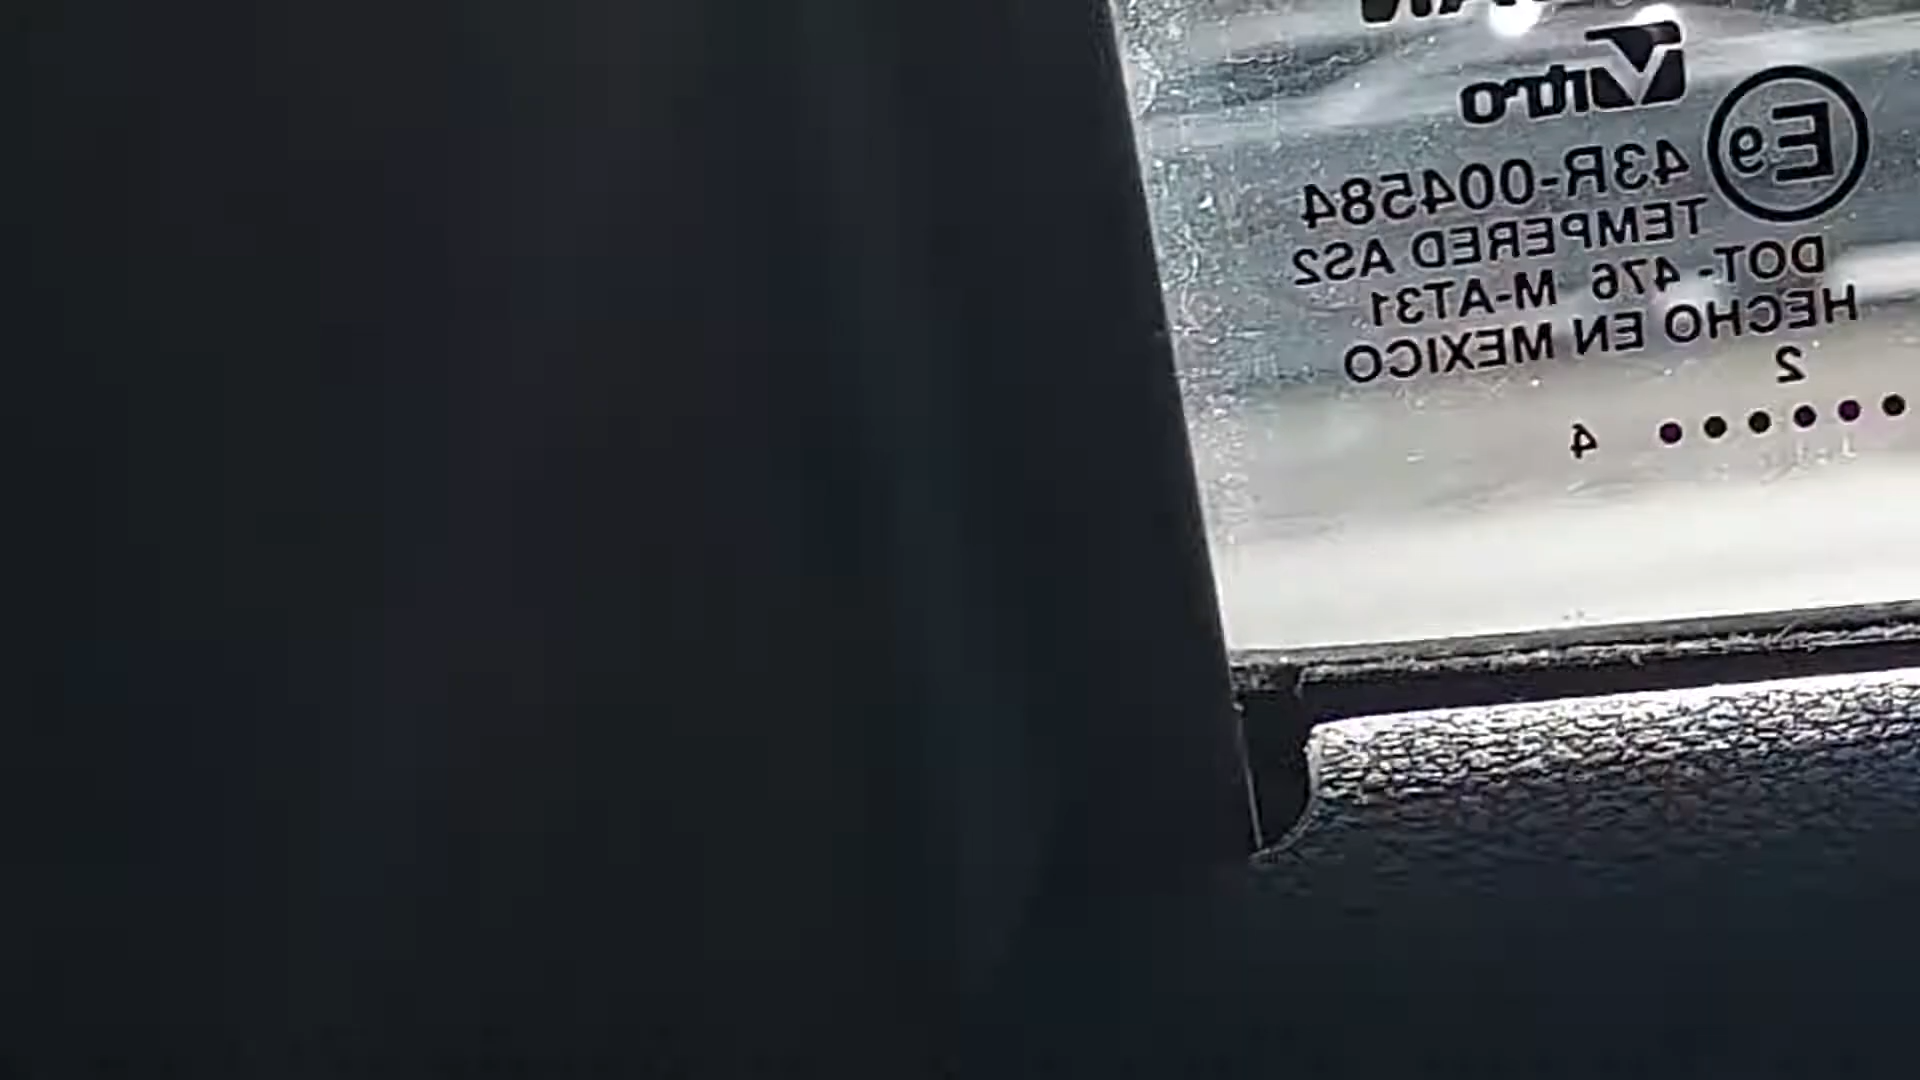 Vitro
E9
43R-004584
TEMPERED AS2
DOT-476 M-AT31
HECHO EN MEXICO
2
4